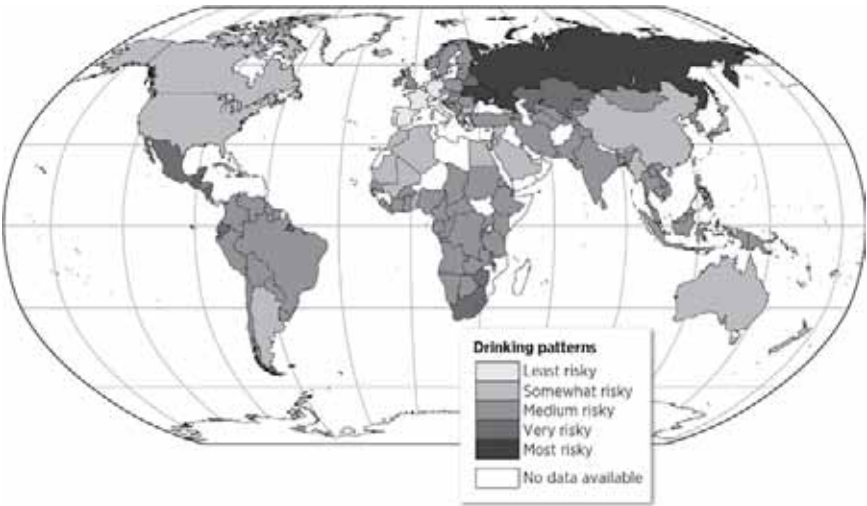 Drinking patterns
Least risky
Somewhat risky
Medium risky
Very risky
Most risky
No data available